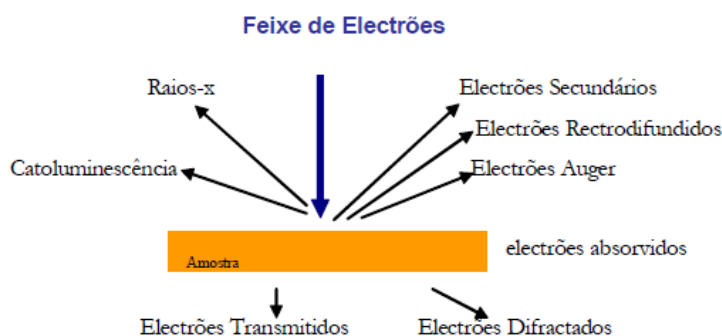 Feixe de Electrões
Raios-x
Electrões Secundários
Electrões Rectrodifundidos
Catoluminescência
Electrões Auger
electrões absorvidos
Amostra
Electrões Transmitidos
Electrões Difractados